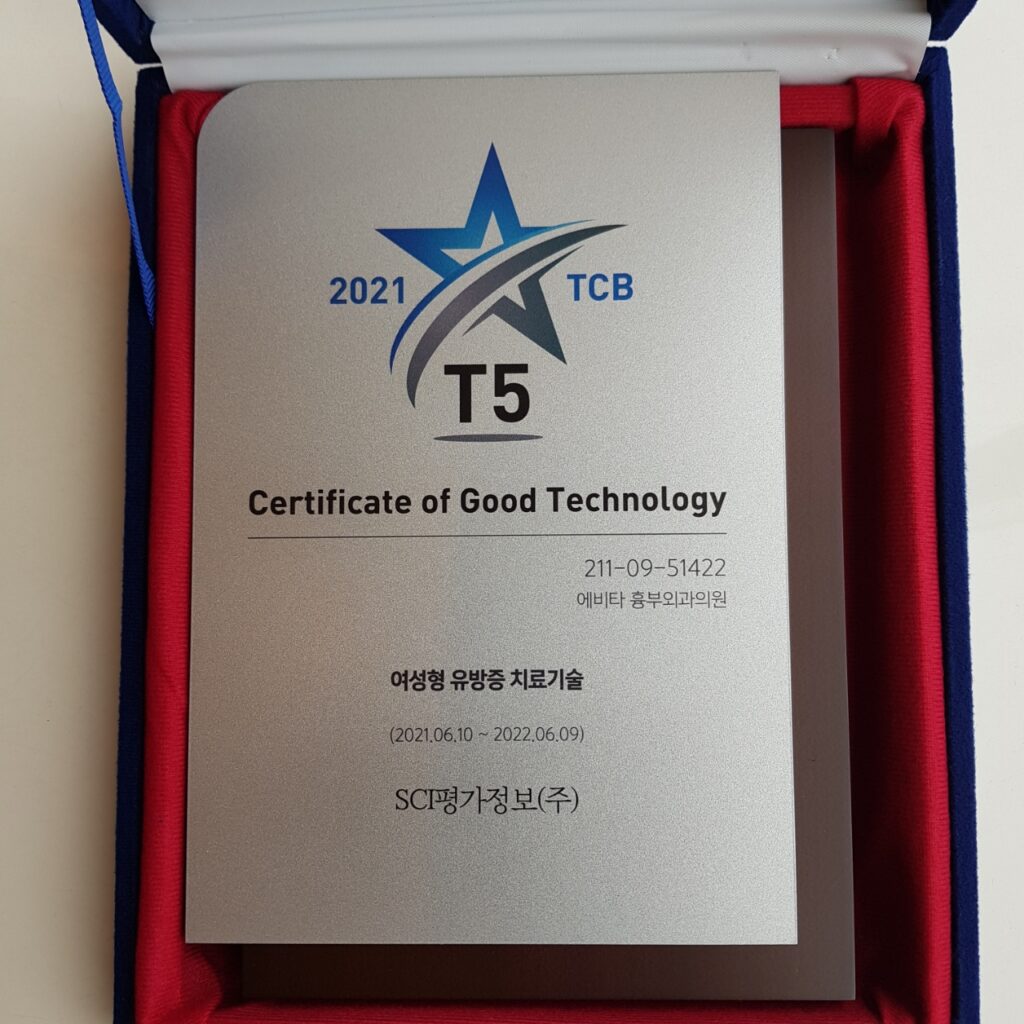 2021 TCB
T5
Certificate of Good Technology
211-09-51422
에비타 흉부외과의원
여성형 유방증 치료기술
(2021.06.10 ~ 2022.06.09)
SCI평가정보(주)